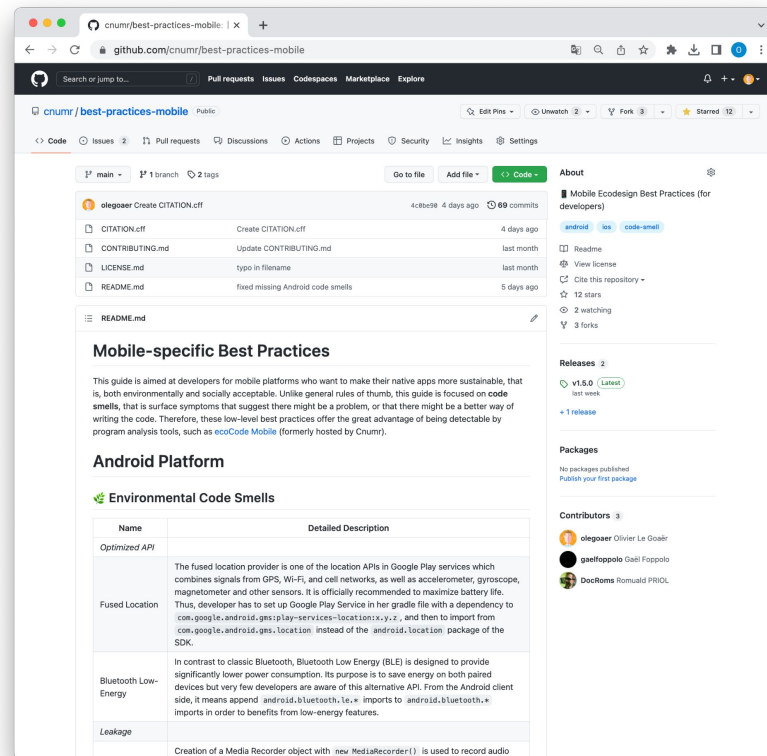 cnumr/best-practices-mobile:
github.com/cnumr/best-practices-mobile
O
Search or jump to... / Pull requests Issues Codespaces Marketplace Explore
cnumr / best-practices-mobile Public
Edit Pins Unwatch 2 Fork 3 Starred 12
Code Issues 2 Pull requests Discussions Actions Projects Security Insights Settings
main 1 branch 2 tags Go to file Add file Code
olegoaer Create CITATION.cff 4c0be90 4 days ago 69 commits
CITATION.cff Create CITATION.cff 4 days ago
CONTRIBUTING.md Update CONTRIBUTING.md last month
LICENSE.md typo in filename last month
README.md fixed missing Android code smells 5 days ago
README.md
Mobile-specific Best Practices
This guide is aimed at developers for mobile platforms who want to make their native apps more sustainable, that
is, both environmentally and socially acceptable. Unlike general rules of thumb, this guide is focused on code
smells, that is surface symptoms that suggest there might be a problem, or that there might be a better way of
writing the code. Therefore, these low-level best practices offer the great advantage of being detectable by
program analysis tools, such as ecoCode Mobile (formerly hosted by Cnumr).
Android Platform
Environmental Code Smells
Name Detailed Description
Optimized API
Fused Location
The fused location provider is one of the location APIs in Google Play services which
combines signals from GPS, Wi-Fi, and cell networks, as well as accelerometer, gyroscope,
magnetometer and other sensors. It is officially recommended to maximize battery life.
Thus, developer has to set up Google Play Service in her gradle file with a dependency to
com.google.android.gms:play-services-location:x.y.z , and then to import from
com.google.android.gms.location instead of the android.location package of the
SDK.
Bluetooth Low-
Energy
In contrast to classic Bluetooth, Bluetooth Low Energy (BLE) is designed to provide
significantly lower power consumption. Its purpose is to save energy on both paired
devices but very few developers are aware of this alternative API. From the Android client
side, it means append android.bluetooth.le.* imports to android.bluetooth.*
imports in order to benefits from low-energy features.
Leakage
Creation of a Media Recorder object with new MediaRecorder() is used to record audio
About
Mobile Ecodesign Best Practices (for
developers)
android ios code-smell
Readme
View license
Cite this repository
12 stars
2 watching
3 forks
Releases 2
v1.5.0 Latest
last week
+ 1 release
Packages
No packages published
Publish your first package
Contributors 3
olegoaer Olivier Le Goaër
gaelfoppolo Gaël Foppolo
DocRoms Romuald PRIOL